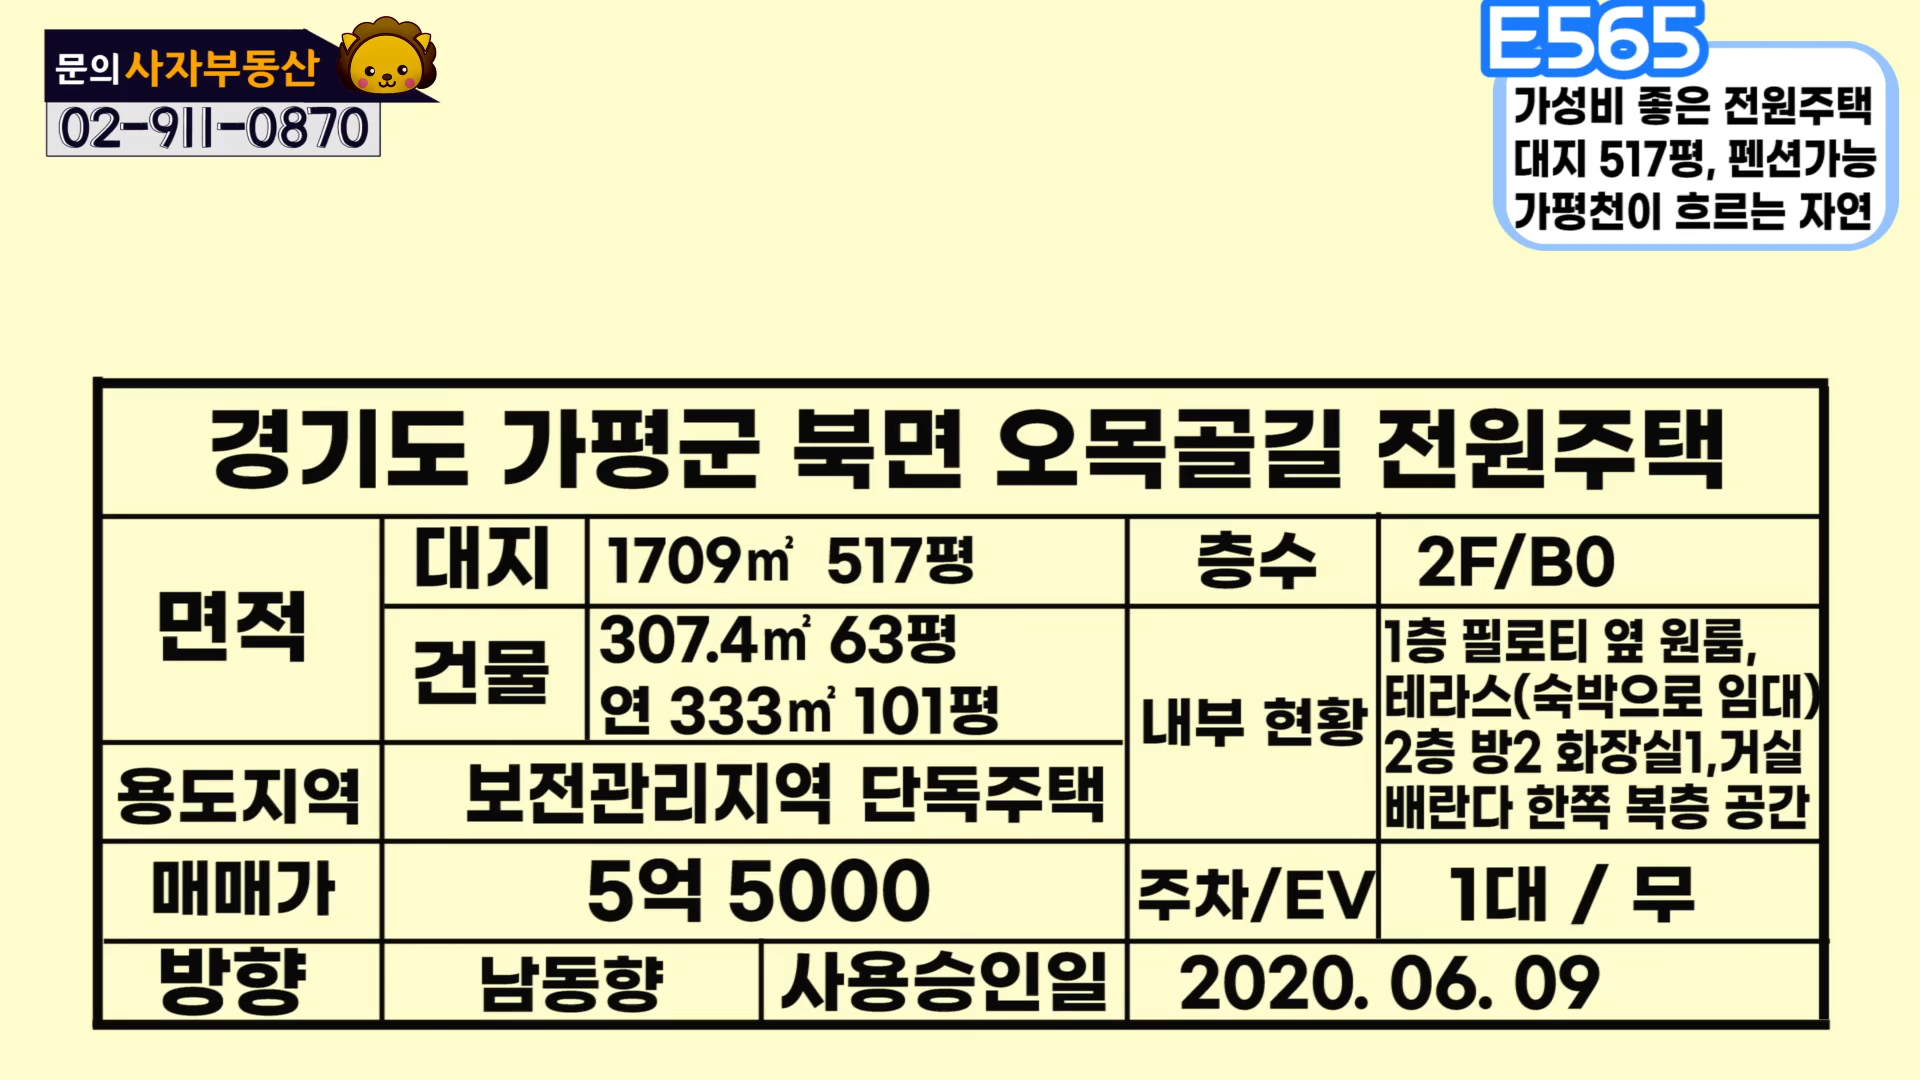 문의 사자부동산
02-911-0870
E565
가성비 좋은 전원주택
대지 517평, 펜션가능
가평천이 흐르는 자연
경기도 가평군 북면 오목골길 전원주택
면적
대지
1709㎡ 517평
건물
307.4㎡ 63평
연 333㎡ 101평
층수
2F/B0
내부 현황
1층 필로티 옆 원룸,
테라스(숙박으로 임대)
2층 방2 화장실1,거실
배란다 한쪽 복층 공간
용도지역
보전관리지역 단독주택
매매가
5억 5000
주차/EV
1대 / 무
방향
남동향
사용승인일
2020. 06. 09